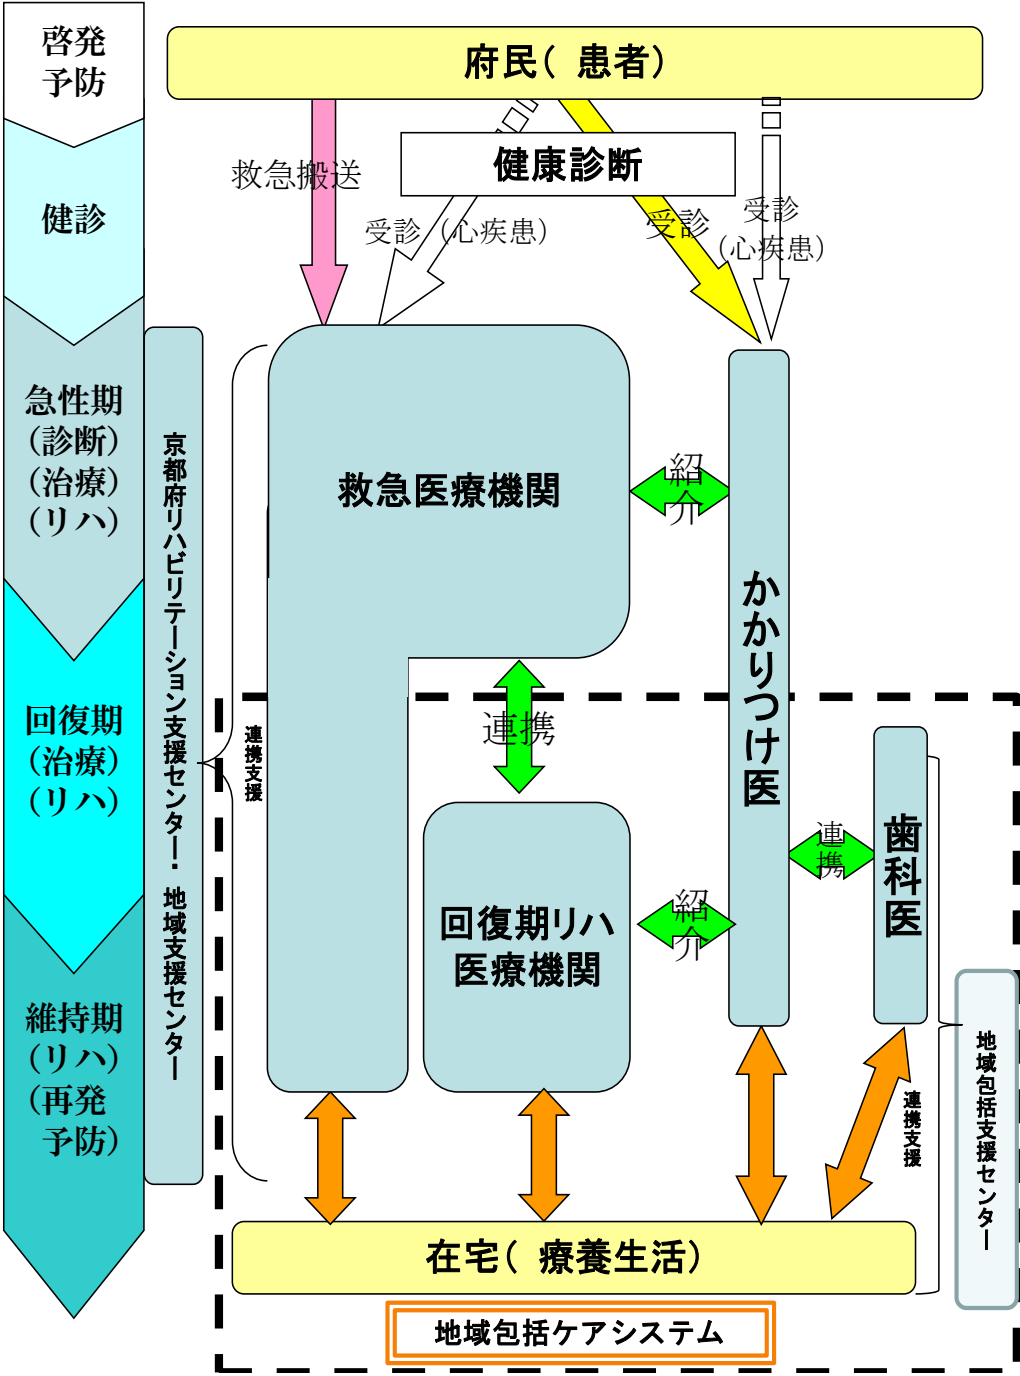 啓発
予防
健診
急性期
（診断）
（治療）
（リハ）
回復期
（治療）
（リハ）
維持期
（リハ）
（再発
予防）
府民（ 患者）
健康診断
救急搬送
受診（心疾患）
受診
受診
（心疾患）
京都府リハビリテーション支援センター・ 地域支援センター
連携支援
救急医療機関
紹介
かかりつけ医
連携
回復期リハ
医療機関
紹介
連携
歯科医
連携支援
地域包括支援センター
在宅（ 療養生活）
地域包括ケアシステム